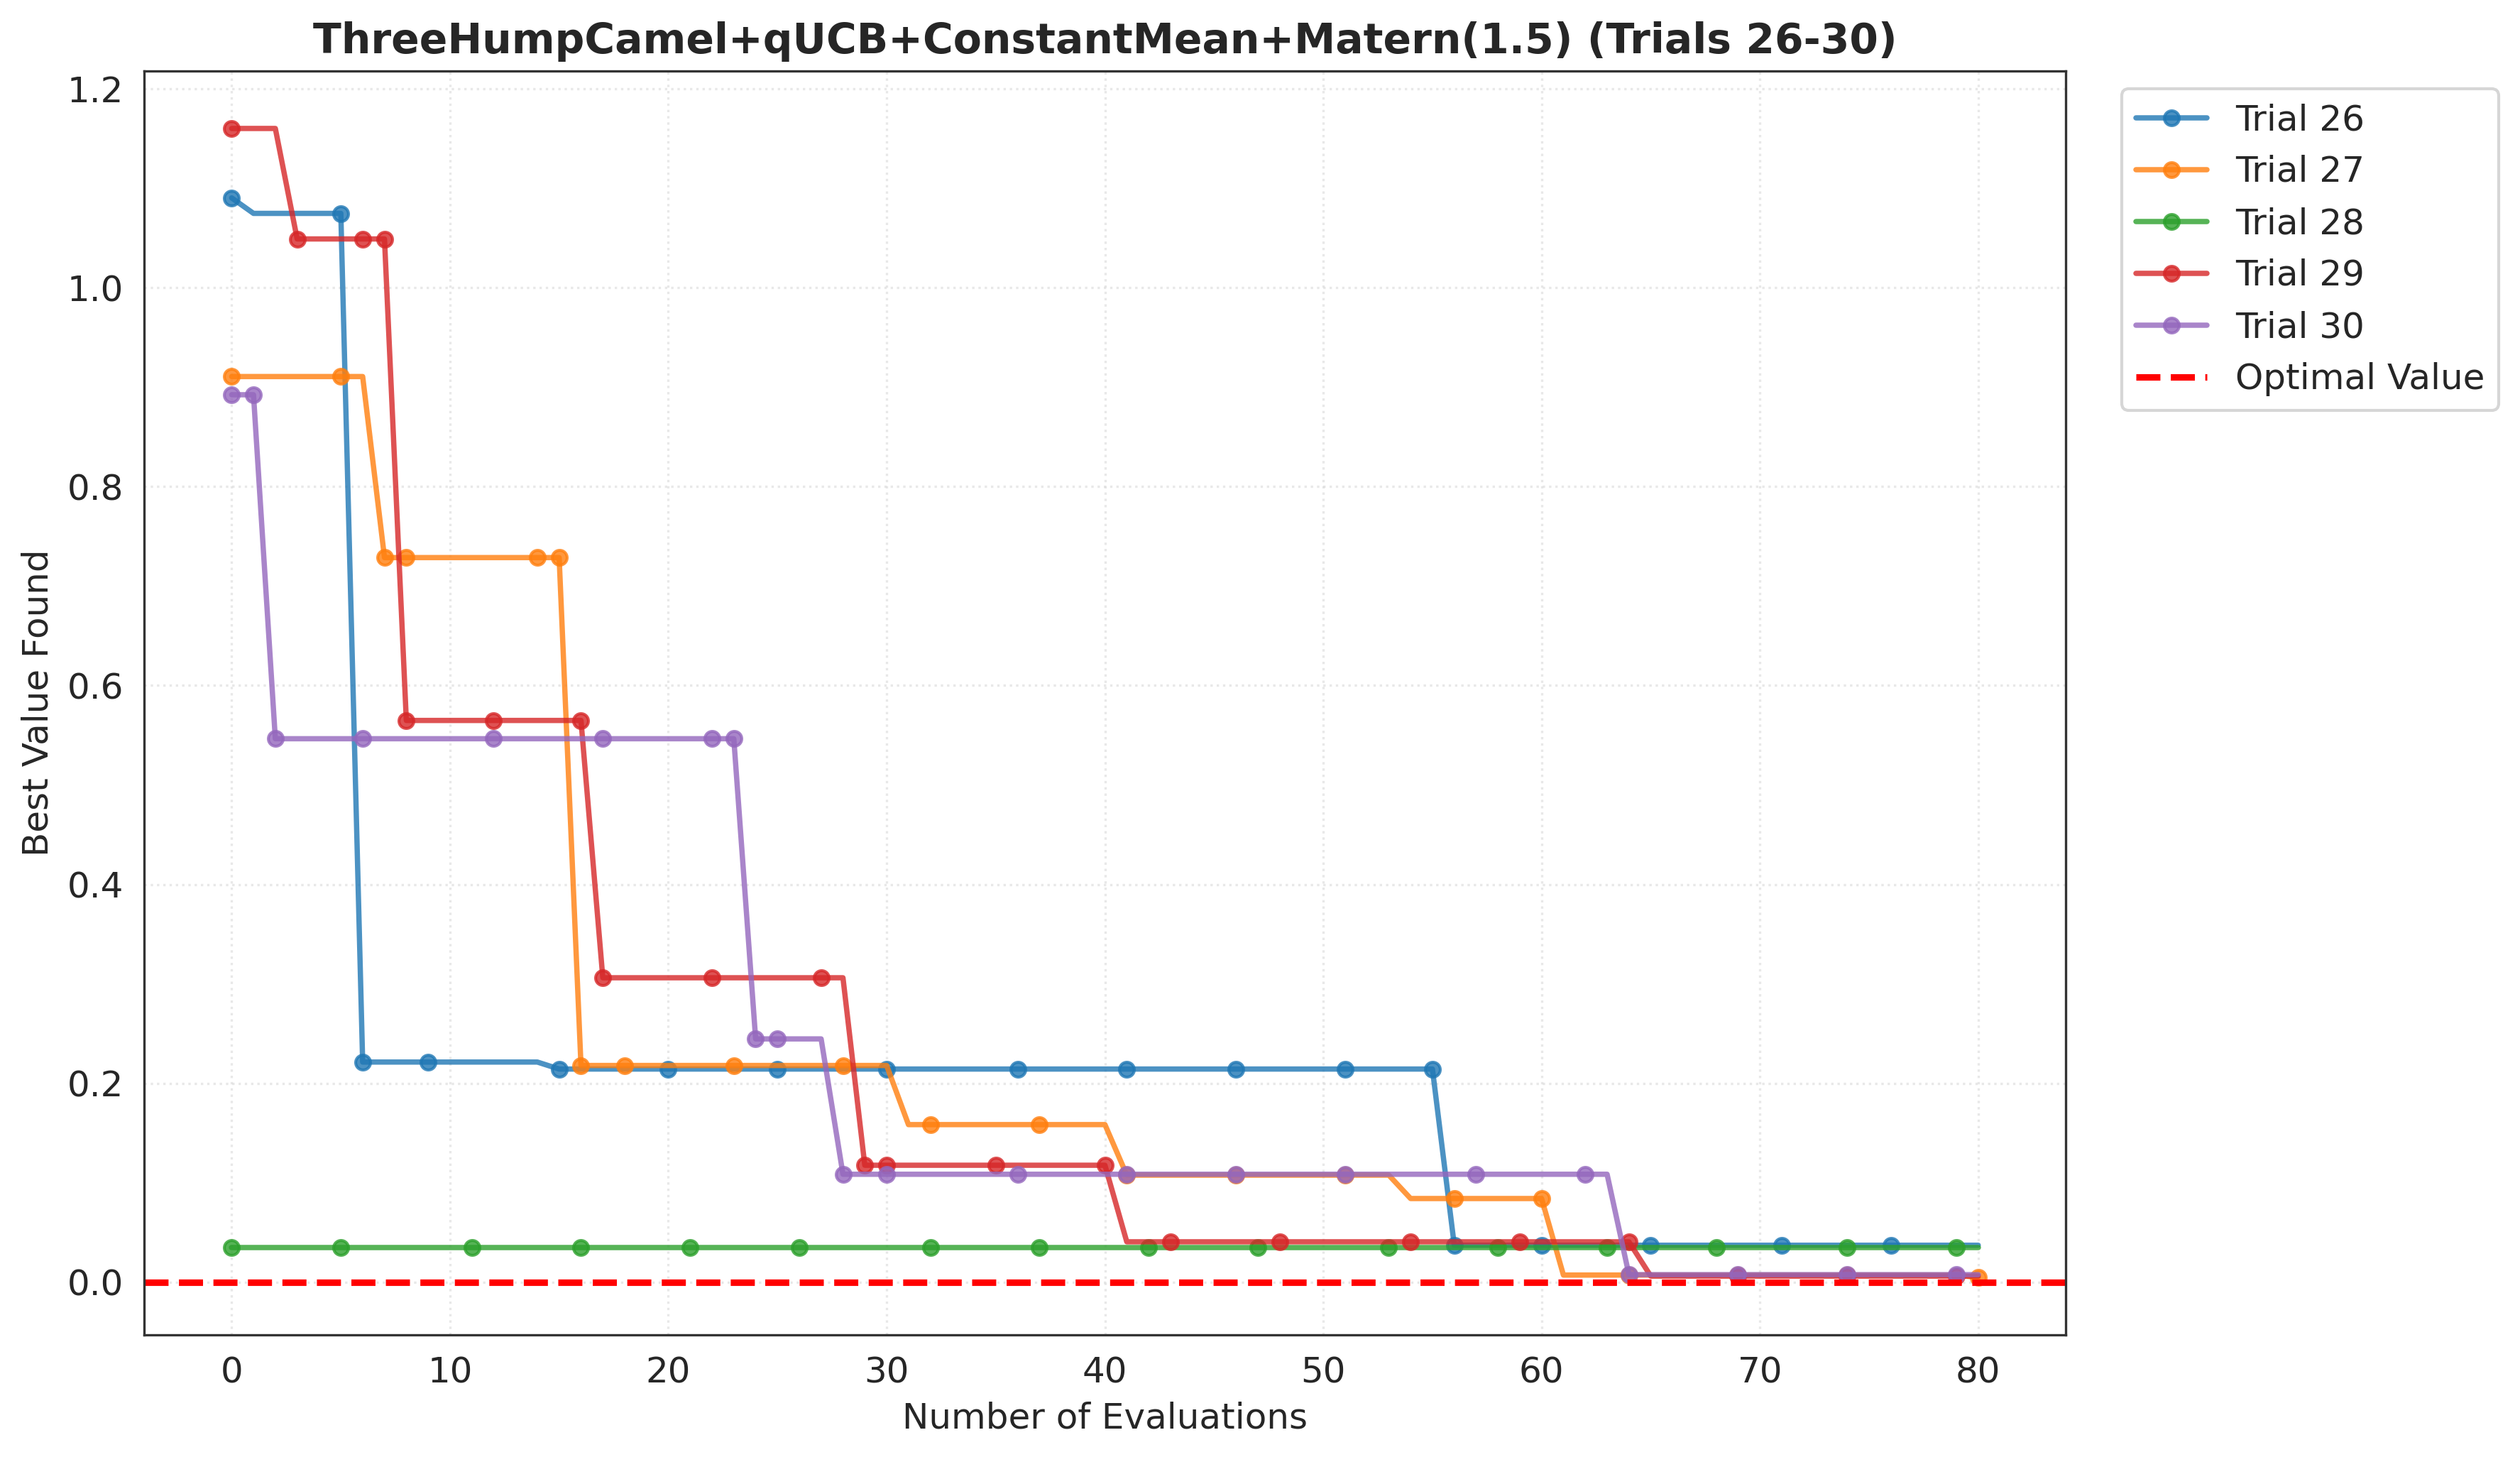 ThreeHumpCamel+qUCB+ConstantMean+Matern(1.5) (Trials 26-30)
Best Value Found
1.2
1.0
0.8
0.6
0.4
0.2
0.0
0 10 20 30 40 50 60 70 80
Number of Evaluations
Trial 26
Trial 27
Trial 28
Trial 29
Trial 30
Optimal Value